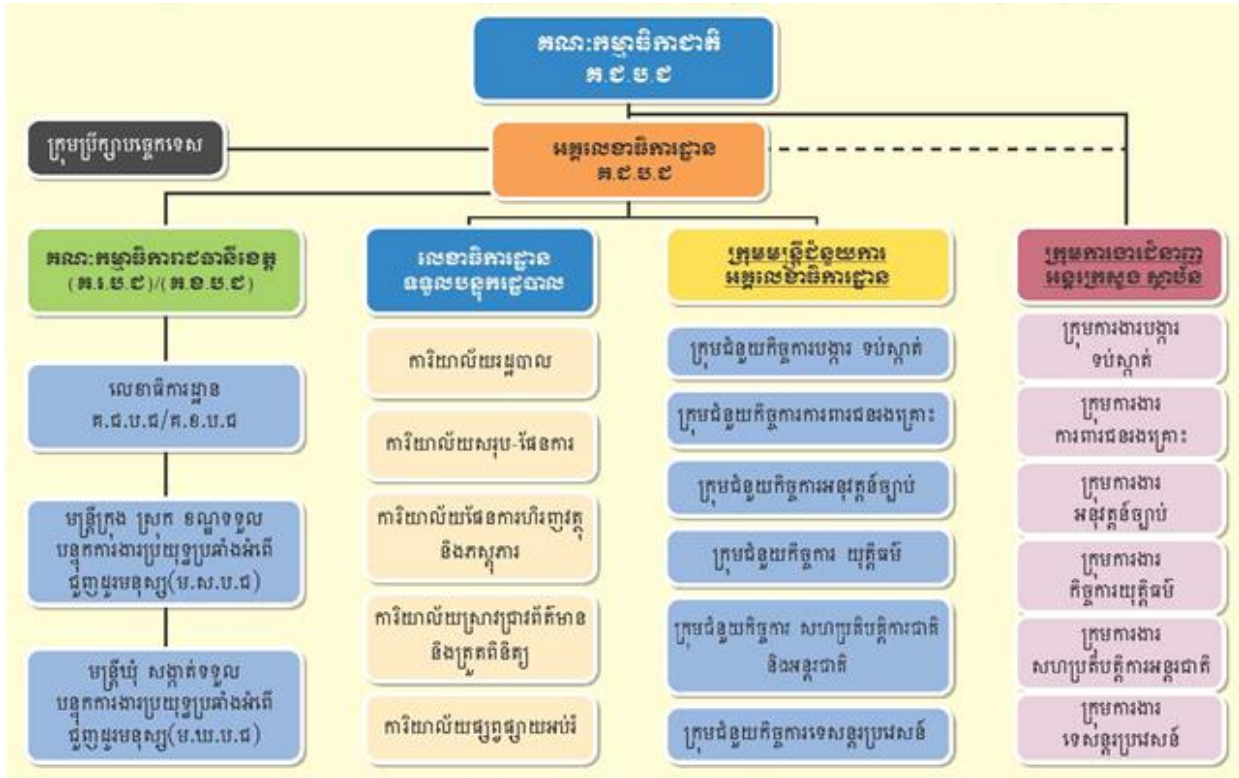 គណៈកម្មាធិកាជាតិ
គ.ជ.ប.ជ
ក្រុមប្រឹក្សាបច្ចេកទេស
អគ្គលេខាធិការដ្ឋាន
គ.ជ.ប.ជ
គណៈកម្មាធិការរាជធានីខេត្ត
(គ.រ.ប.ជ)/(គ.ខ.ប.ជ)
លេខាធិការដ្ឋាន
គ.ជ.ប.ជ/គ.ខ.ប.ជ
មន្ត្រីក្រុង ស្រុក ខណ្ឌទទួល
បន្ទុកការងារប្រយុទ្ធប្រឆាំងអំពើ
ជួញដូរមនុស្ស(ម.ស.ប.ជ)
មន្ត្រីឃុំ សង្កាត់ទទួល
បន្ទុកការងារប្រយុទ្ធប្រឆាំងអំពើ
ជួញដូរមនុស្ស(ម.ឃ.ប.ជ)
លេខាធិការដ្ឋាន
ទទួលបន្ទុករដ្ឋបាល
ការិយាល័យរដ្ឋបាល
ការិយាល័យសរុប-ផែនការ
ការិយាល័យផែនការហិរញវត្ថុ
និងភស្តុភារ
ការិយាល័យស្រាវជ្រាវព័ត៌មាន
និងត្រួតពិនិត្យ
ការិយាល័យផ្សព្វផ្សាយអប់រំ
ក្រុមមន្ត្រីជំនួយការ
អគ្គលេខាធិការដ្ឋាន
ក្រុមជំនួយកិច្ចការបង្ការ ទប់ស្កាត់
ក្រុមជំនួយកិច្ចការការពារជនរងគ្រោះ
ក្រុមជំនួយកិច្ចការអនុវត្តន៍ច្បាប់
ក្រុមជំនួយកិច្ចការ យុត្តិធម៌
ក្រុមជំនួយកិច្ចការ សហប្រតិបត្តិការជាតិ
និងអន្តរជាតិ
ក្រុមជំនួយកិច្ចការទេសន្តរប្រវេសន៍
ក្រុមការងារជំនាញ
អន្តរក្រសួង ស្ថាប័ន
ក្រុមការងារបង្ការ
ទប់ស្កាត់
ក្រុមការងារ
ការពារជនរងគ្រោះ
ក្រុមការងារ
អនុវត្តន៍ច្បាប់
ក្រុមការងារ
កិច្ចការយុត្តិធម៌
ក្រុមការងារ
សហប្រតិបត្តិការអន្តរជាតិ
ក្រុមការងារ
ទេសន្តរប្រវេសន៍